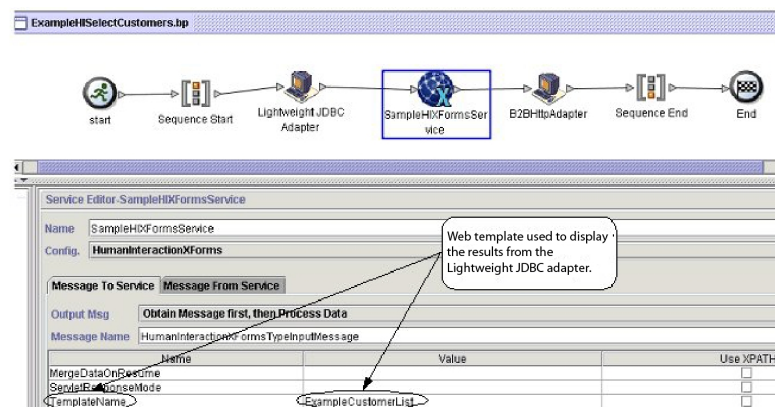 ExampleHISelectCustomers.bp
start
Sequence Start
Lightweight JDBC
Adapter
SampleHIXFormsSer
vice
B2BHttpAdapter
Sequence End
End
Service Editor-SampleHIXFormsService
Name SampleHIXFormsService
Config. HumanInteractionXForms
Web template used to display
the results from the
Lightweight JDBC adapter.
Message To Service Message From Service
Output Msg Obtain Message first, then Process Data
Message Name HumanInteractionXFormsTypeInputMessage
Name Value Use XPATH
MergeDataOnResume
ServletResponseMode
TemplateName ExampleCustomerList